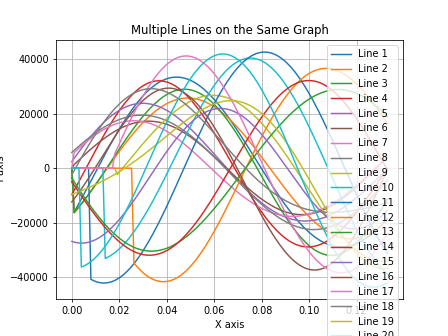 Multiple Lines on the Same Graph
40000
20000
0
−20000
−40000
0.00
0.02
0.04
0.06
0.08
0.10
X axis
Line 1
Line 2
Line 3
Line 4
Line 5
Line 6
Line 7
Line 8
Line 9
Line 10
Line 11
Line 12
Line 13
Line 14
Line 15
Line 16
Line 17
Line 18
Line 19
Line 20